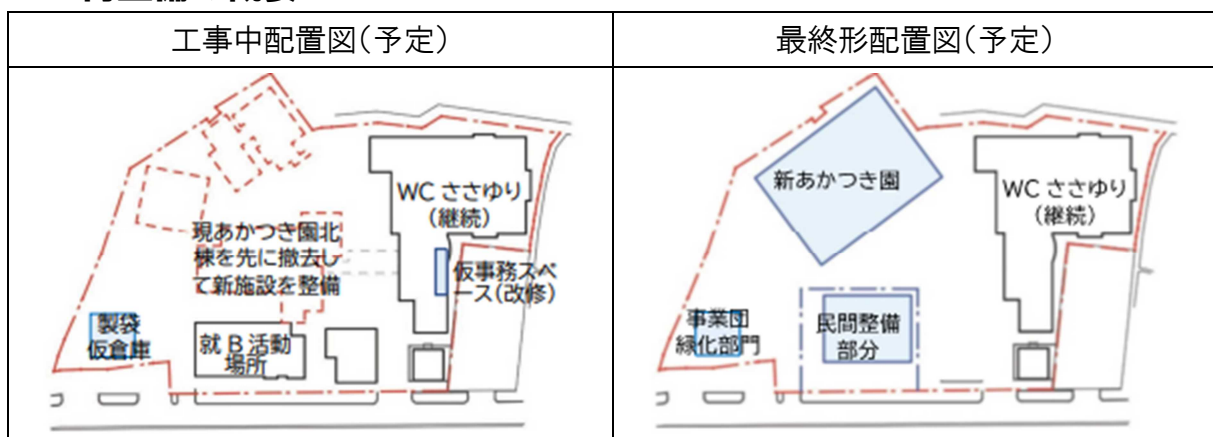 工事中配置図(予定)
最終形配置図(予定)
WC ささゆり
(継続)
現あかつき園北
棟を先に撤去し
て新施設を整備
仮事務スペ
ース(改修)
製袋
仮倉庫
就 B 活動
場所
新あかつき園
WC ささゆり
(継続)
事業団
緑化部門
民間整備
部分